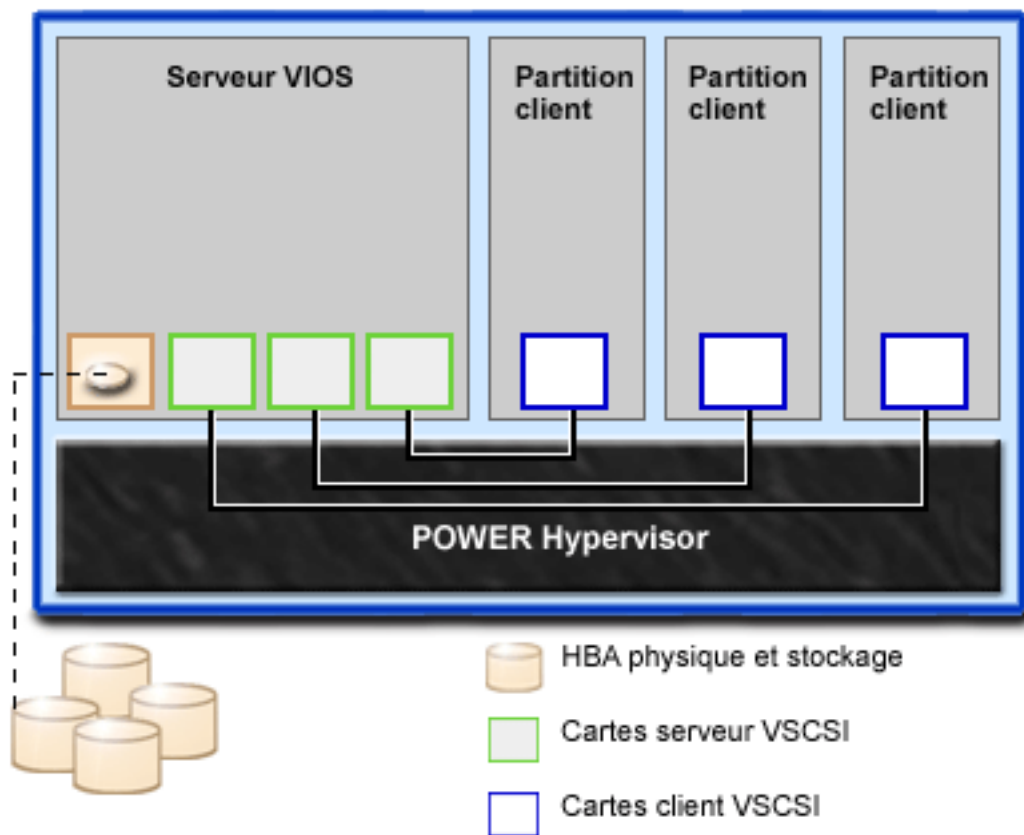 Serveur VIOS
Partition
client
Partition
client
Partition
client
POWER Hypervisor
HBA physique et stockage
Cartes serveur VSCSI
Cartes client VSCSI